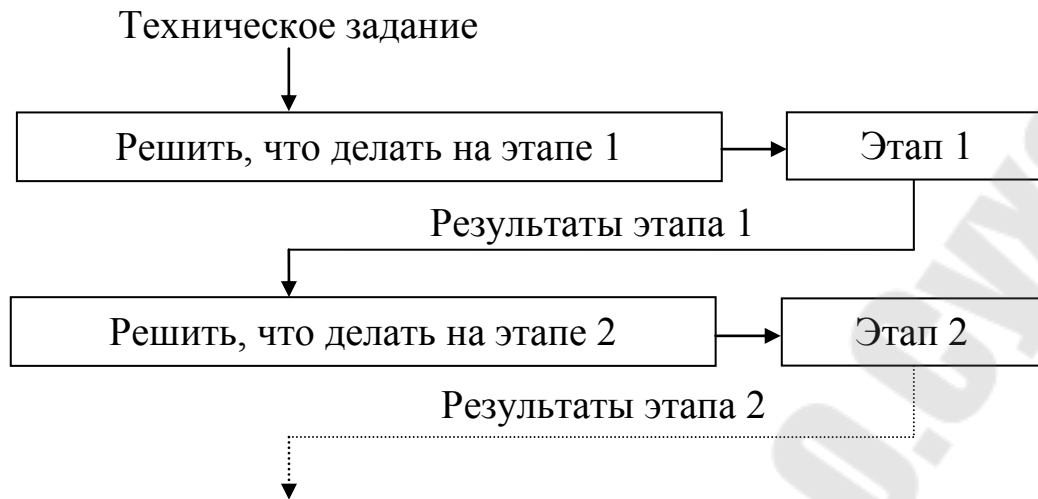 Техническое задание
Решить, что делать на этапе 1
Этап 1
Результаты этапа 1
Решить, что делать на этапе 2
Этап 2
Результаты этапа 2